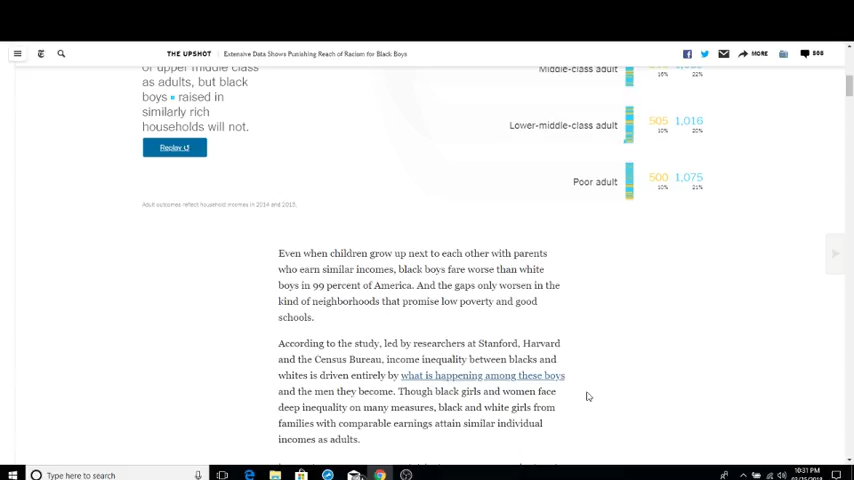 THE UPSHOT | Extensive Data Shows Punishing Reach of Racism for Black Boys
MORE
508
of upper middle class
as adults, but black
boys raised in
similarly rich
households will not.
Replay
Adult outcomes reflect household incomes in 2014 and 2015.
Middle-class adult
16% 22%
Lower-middle-class adult 505 1,016
10% 20%
Poor adult 500 1,075
10% 21%
Even when children grow up next to each other with parents
who earn similar incomes, black boys fare worse than white
boys in 99 percent of America. And the gaps only worsen in the
kind of neighborhoods that promise low poverty and good
schools.
According to the study, led by researchers at Stanford, Harvard
and the Census Bureau, income inequality between blacks and
whites is driven entirely by what is happening among these boys
and the men they become. Though black girls and women face
deep inequality on many measures, black and white girls from
families with comparable earnings attain similar individual
incomes as adults.
Type here to search
10:31 PM